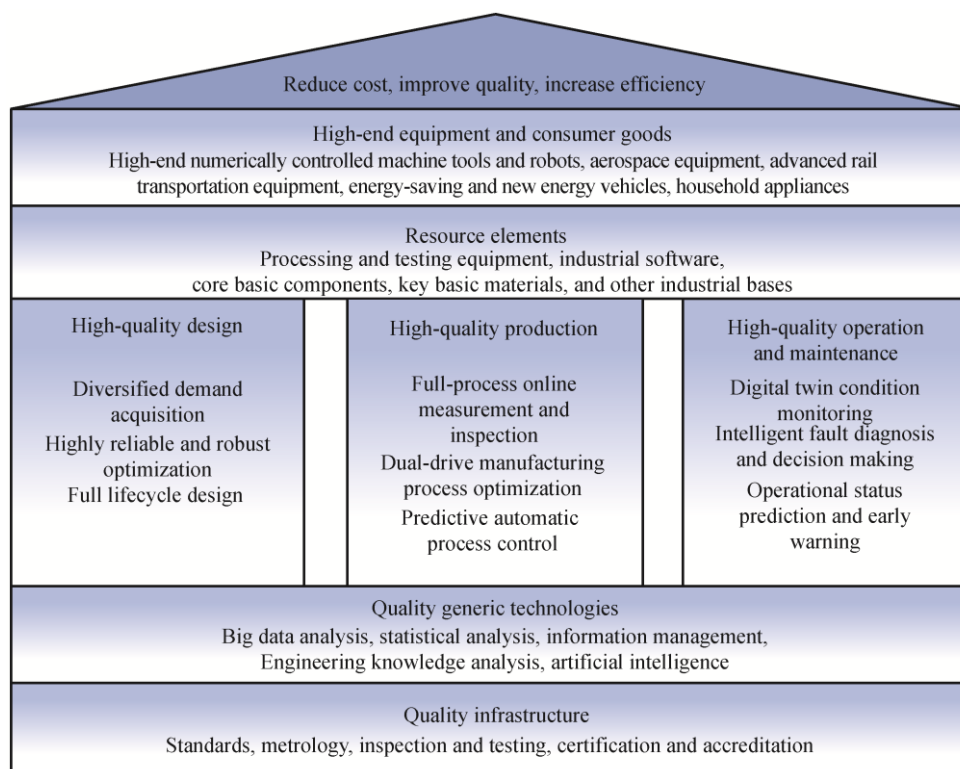 Reduce cost, improve quality, increase efficiency
High-end equipment and consumer goods
High-end numerically controlled machine tools and robots, aerospace equipment, advanced rail
transportation equipment, energy-saving and new energy vehicles, household appliances
Resource elements
Processing and testing equipment, industrial software,
core basic components, key basic materials, and other industrial bases
High-quality design
Diversified demand
acquisition
Highly reliable and robust
optimization
Full lifecycle design
High-quality production
Full-process online
measurement and
inspection
Dual-drive manufacturing
process optimization
Predictive automatic
process control
High-quality operation
and maintenance
Digital twin condition
monitoring
Intelligent fault diagnosis
and decision making
Operational status
prediction and early
warning
Quality generic technologies
Big data analysis, statistical analysis, information management,
Engineering knowledge analysis, artificial intelligence
Quality infrastructure
Standards, metrology, inspection and testing, certification and accreditation